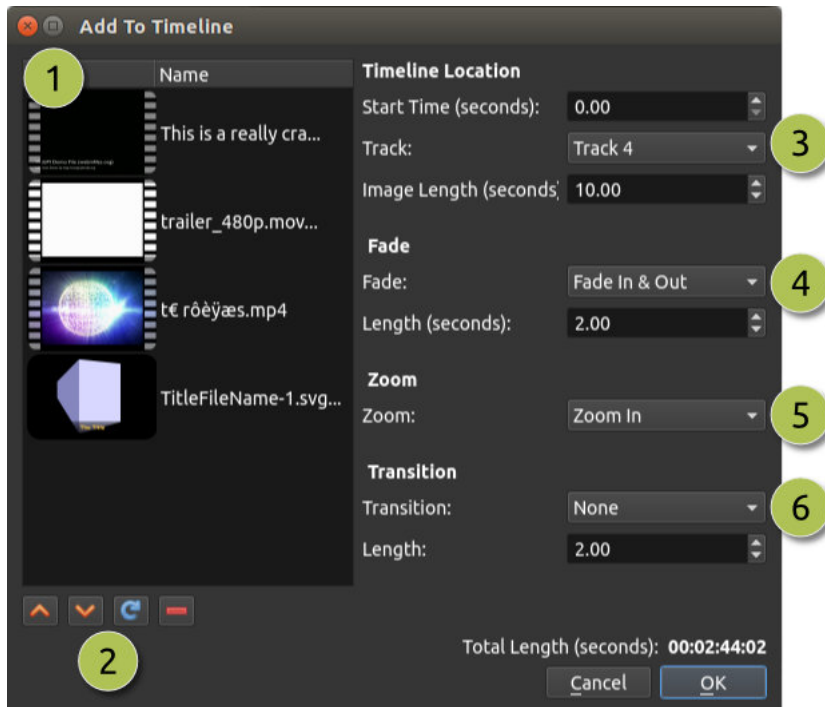 Add To Timeline
1
Name
This is a really cra...
trailer_480p.mov...
t€ rôèÿæs.mp4
TitleFileName-1.svg...
2
Timeline Location
Start Time (seconds): 0.00
Track: Track 4
3
Image Length (seconds) 10.00
Fade
Fade: Fade In & Out
4
Length (seconds): 2.00
Zoom
Zoom: Zoom In
5
Transition
Transition: None
6
Length: 2.00
Total Length (seconds): 00:02:44:02
Cancel OK